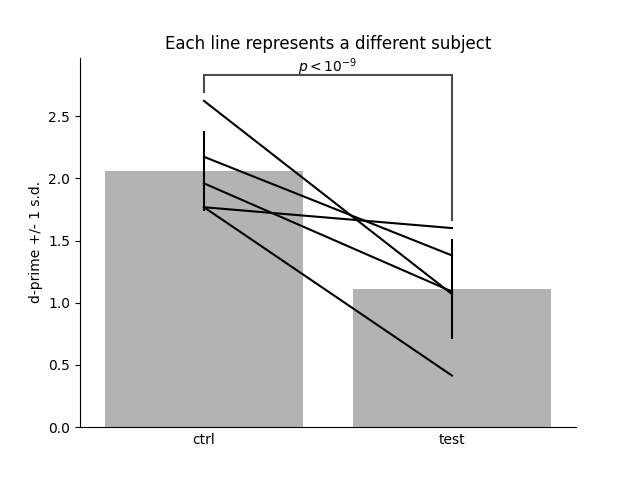 Each line represents a different subject
p < 10⁻⁹
d-prime +/- 1 s.d.
2.5
2.0
1.5
1.0
0.5
0.0
ctrl test